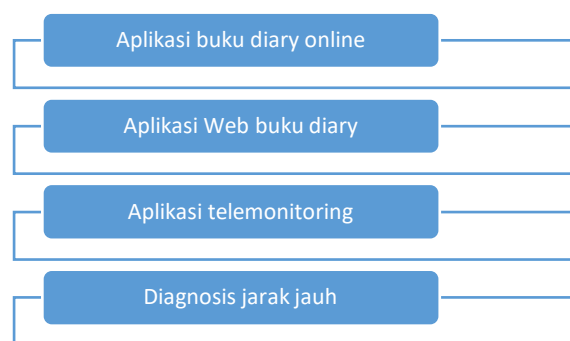 Aplikasi buku diary online
Aplikasi Web buku diary
Aplikasi telemonitoring
Diagnosis jarak jauh